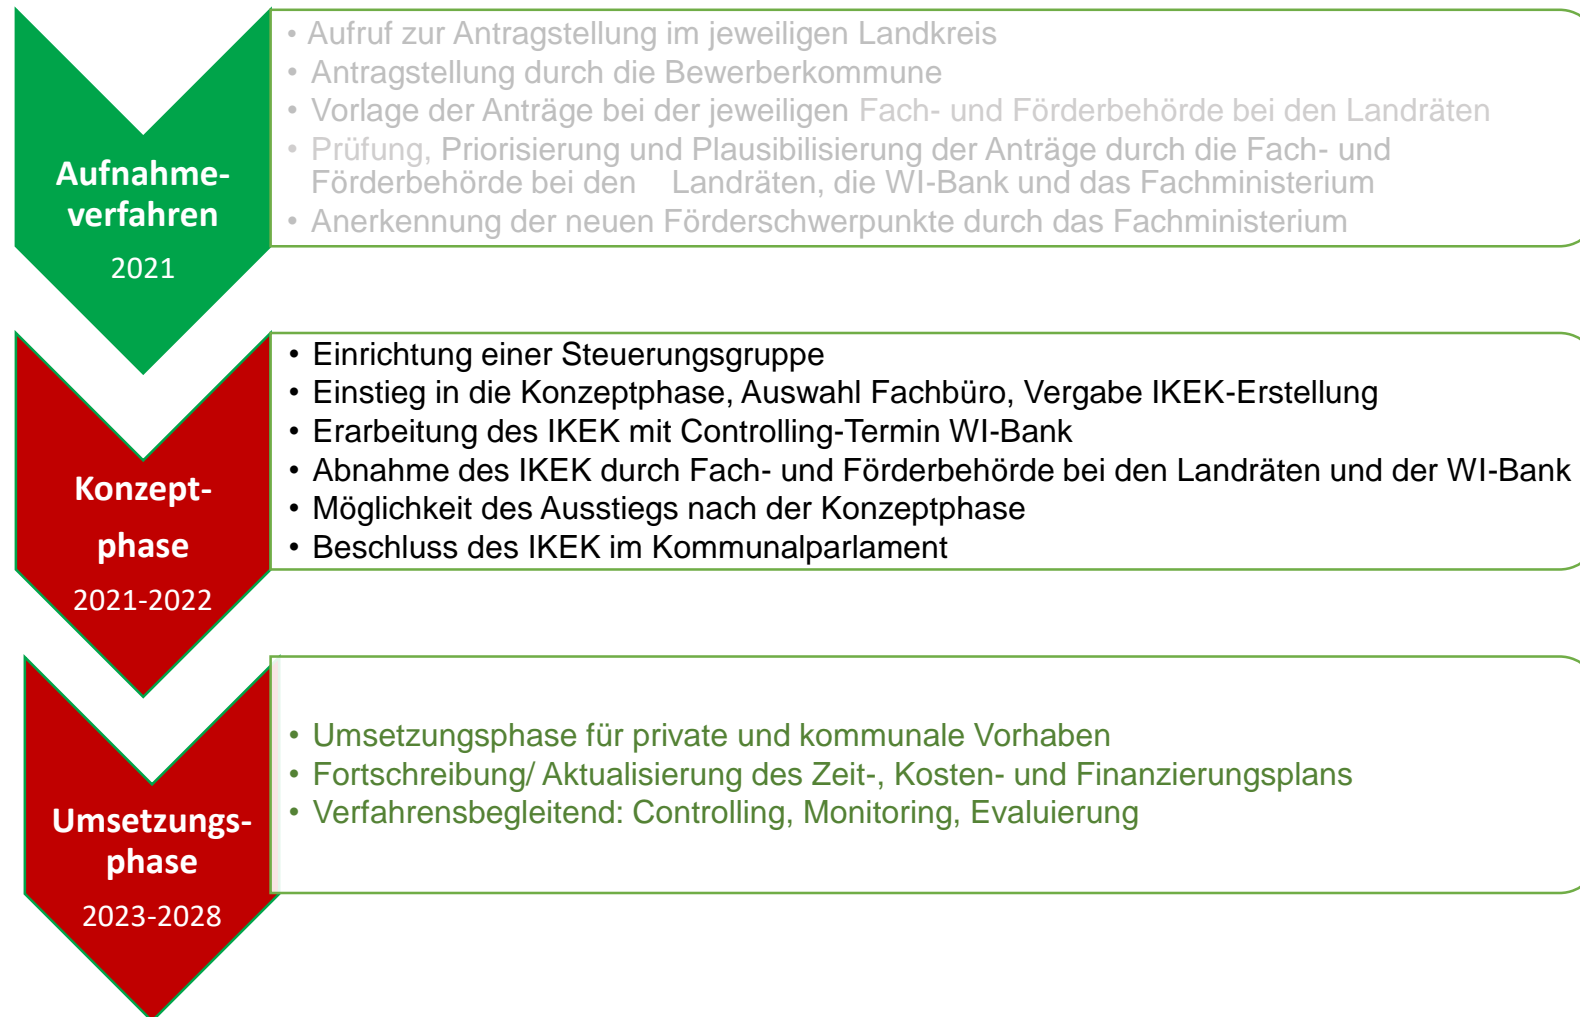 Aufnahme-
verfahren
2021
• Aufruf zur Antragstellung im jeweiligen Landkreis
• Antragstellung durch die Bewerberkommune
• Vorlage der Anträge bei der jeweiligen Fach- und Förderbehörde bei den Landräten
• Prüfung, Priorisierung und Plausibilisierung der Anträge durch die Fach- und
Förderbehörde bei den Landräten, die WI-Bank und das Fachministerium
• Anerkennung der neuen Förderschwerpunkte durch das Fachministerium
Konzept-
phase
2021-2022
• Einrichtung einer Steuerungsgruppe
• Einstieg in die Konzeptphase, Auswahl Fachbüro, Vergabe IKEK-Erstellung
• Erarbeitung des IKEK mit Controlling-Termin WI-Bank
• Abnahme des IKEK durch Fach- und Förderbehörde bei den Landräten und der WI-Bank
• Möglichkeit des Ausstiegs nach der Konzeptphase
• Beschluss des IKEK im Kommunalparlament
Umsetzungs-
phase
2023-2028
• Umsetzungsphase für private und kommunale Vorhaben
• Fortschreibung/ Aktualisierung des Zeit-, Kosten- und Finanzierungsplans
• Verfahrensbegleitend: Controlling, Monitoring, Evaluierung